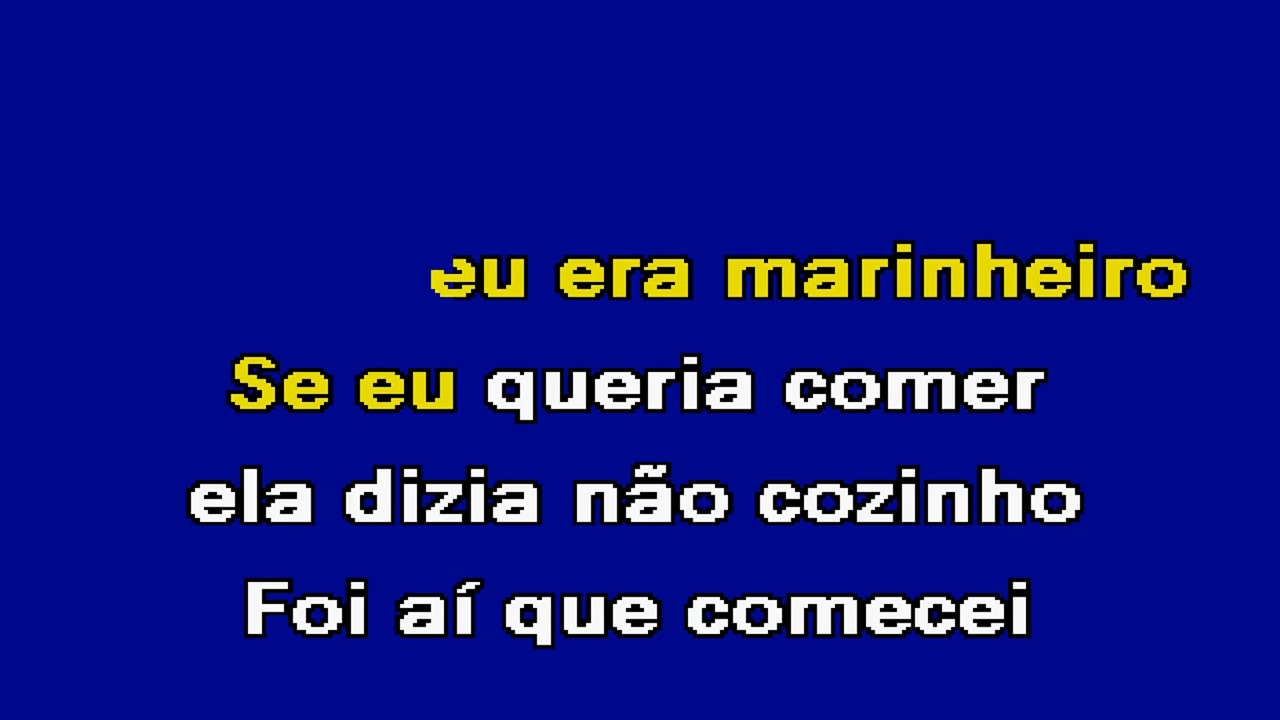 eu era marinheiro
Se eu queria comer
ela dizia não cozinho
Foi aí que comecei